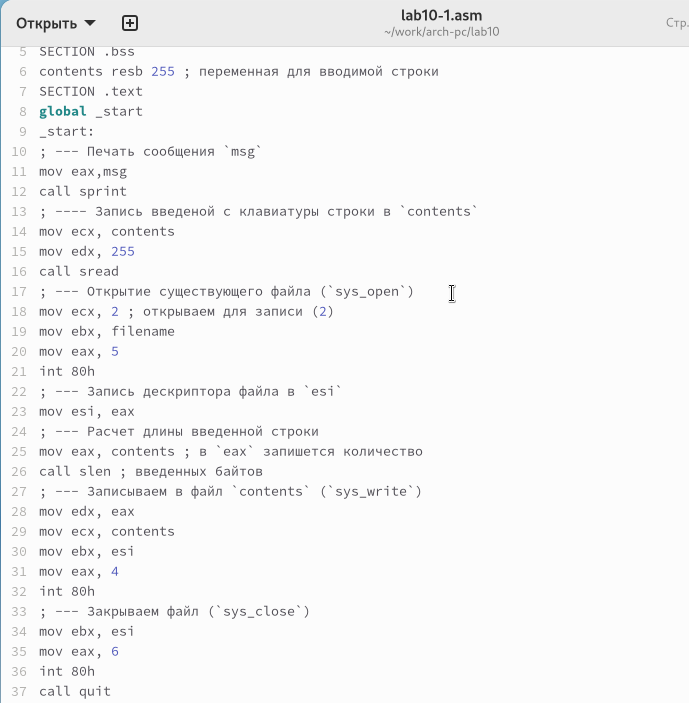 Открыть
lab10-1.asm
~/work/arch-pc/lab10
Стр.
5 SECTION .bss
6 contents resb 255 ; переменная для вводимой строки
7 SECTION .text
8 global _start
9 _start:
10 ; --- Печать сообщения `msg`
11 mov eax,msg
12 call sprint
13 ; ---- Запись введеной с клавиатуры строки в `contents`
14 mov ecx, contents
15 mov edx, 255
16 call sread
17 ; --- Открытие существующего файла (`sys_open`)
18 mov ecx, 2 ; открываем для записи (2)
19 mov ebx, filename
20 mov eax, 5
21 int 80h
22 ; --- Запись дескриптора файла в `esi`
23 mov esi, eax
24 ; --- Расчет длины введенной строки
25 mov eax, contents ; в `eax` запишется количество
26 call slen ; введенных байтов
27 ; --- Записываем в файл `contents` (`sys_write`)
28 mov edx, eax
29 mov ecx, contents
30 mov ebx, esi
31 mov eax, 4
32 int 80h
33 ; --- Закрываем файл (`sys_close`)
34 mov ebx, esi
35 mov eax, 6
36 int 80h
37 call quit